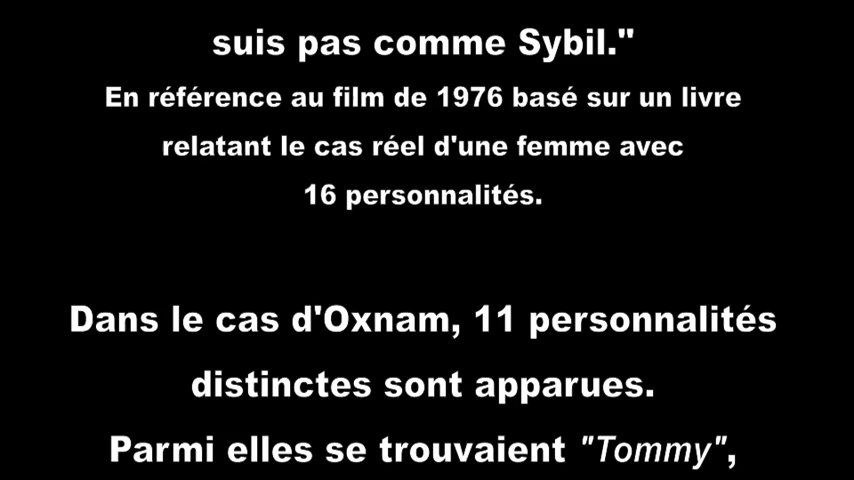 suis pas comme Sybil."
En référence au film de 1976 basé sur un livre
relatant le cas réel d'une femme avec
16 personnalités.
Dans le cas d'Oxnam, 11 personnalités
distinctes sont apparues.
Parmi elles se trouvaient "Tommy",